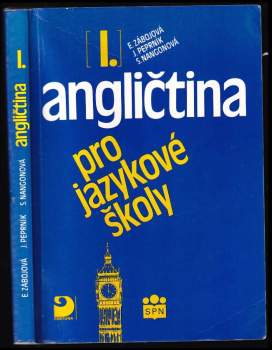 I.
angličtina
E. ZÁBOJOVÁ J. PEPRNÍK S. NANGONOVÁ
[I.]
E. ZÁBOJOVÁ
J. PEPRNÍK
S. NANGONOVÁ
angličtina
pro
jazykové
školy
SPN